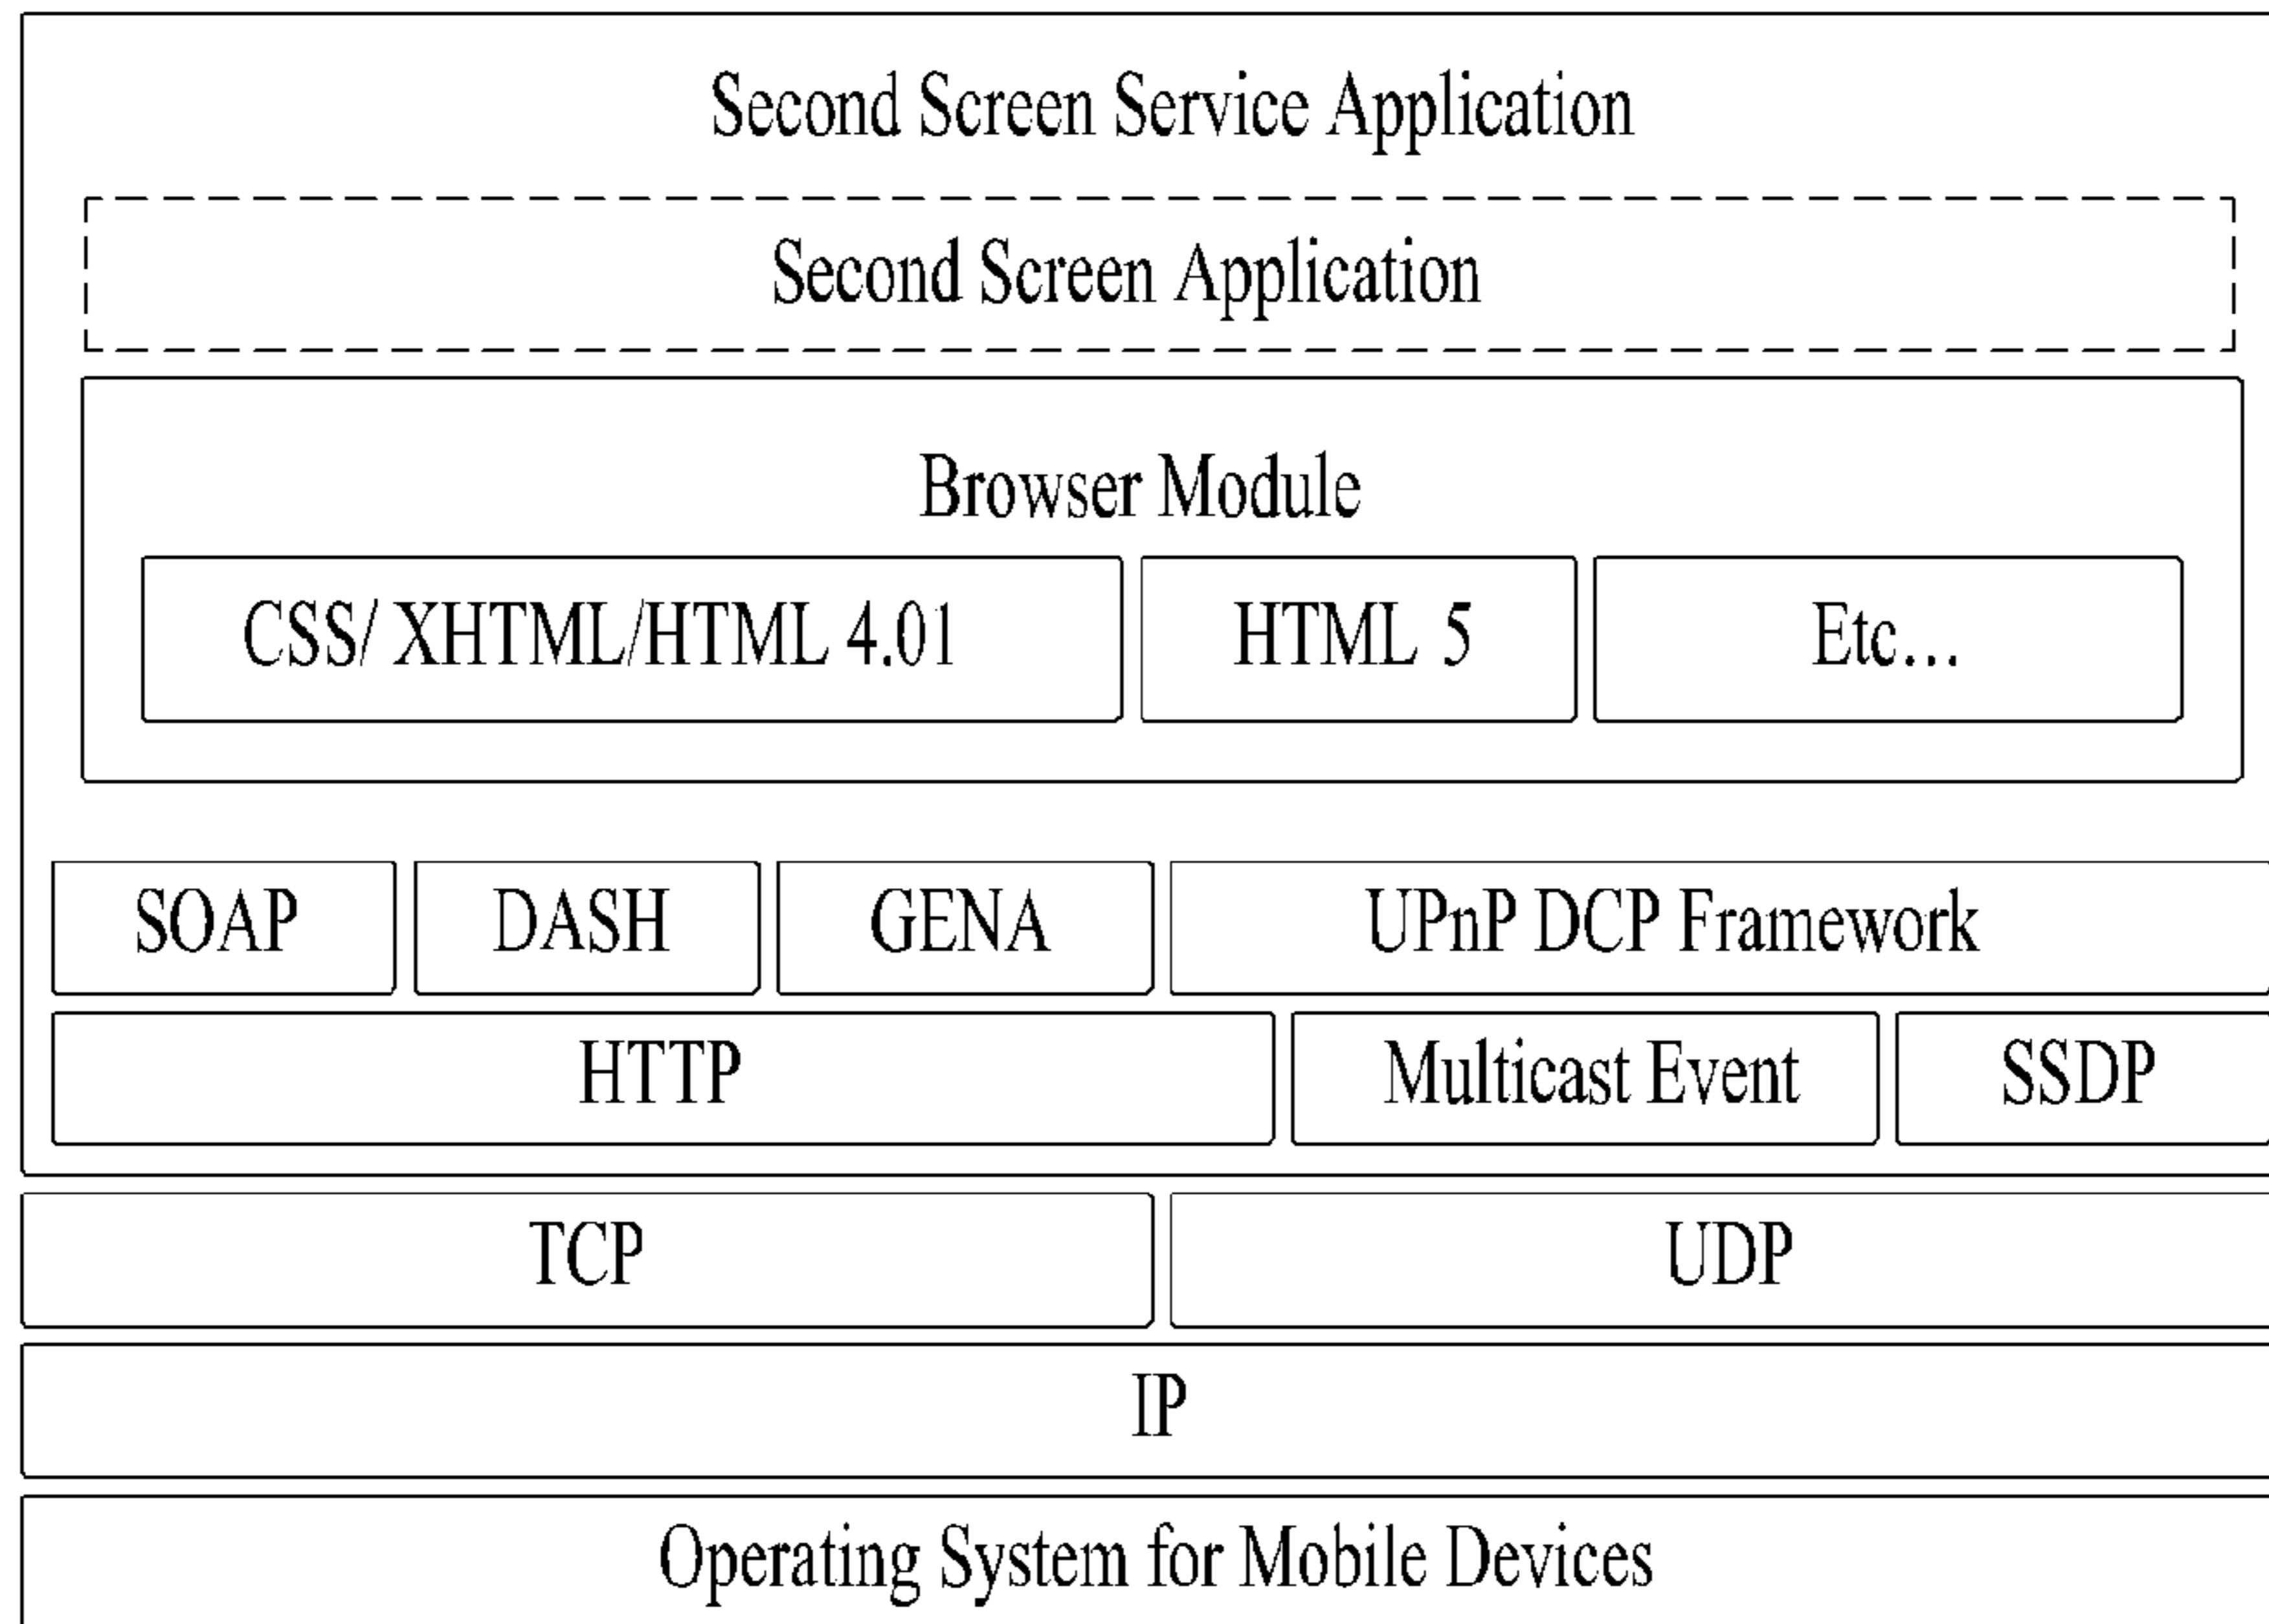 Second Screen Service Application
Second Screen Application
Browser Module
CSS/ XHTML/HTML 4.01
HTML 5
Etc...
SOAP
DASH
GENA
UPnP DCP Framework
HTTP
Multicast Event
SSDP
TCP
UDP
IP
Operating System for Mobile Devices